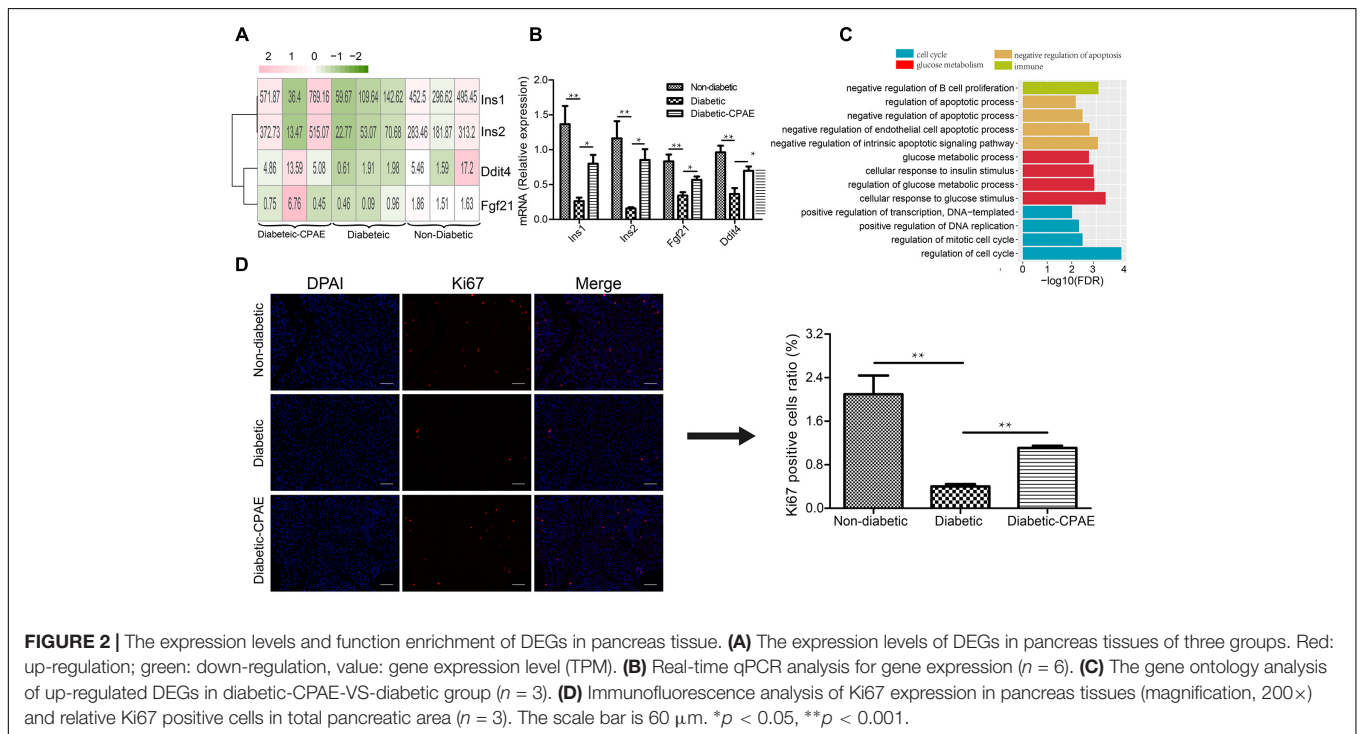 A
2 1 0 −1 −2
571.87 36.4 769.16 59.67 109.64 142.62 452.5 296.62 495.45 Ins1
372.73 13.47 515.07 22.77 53.07 70.68 283.46 181.87 313.2 Ins2
4.86 13.59 5.08 0.61 1.91 1.98 5.46 1.59 17.2 Ddit4
0.75 6.76 0.45 0.46 0.09 0.96 1.86 1.51 1.63 Fgf21
Diabeteic-CPAE Diabeteic Non-Diabetic
B
mRNA (Relative expression)
2.0
1.5
1.0
0.5
0.0
** * ** * ** * ** *
Non-diabetic
Diabetic
Diabetic-CPAE
Ins1 Ins2 Fgf21 Ddit4
C
cell cycle negative regulation of apoptosis
glucose metabolism immune
negative regulation of B cell proliferation
regulation of apoptotic process
negative regulation of apoptotic process
negative regulation of endothelial cell apoptotic process
negative regulation of intrinsic apoptotic signaling pathway
glucose metabolic process
cellular response to insulin stimulus
regulation of glucose metabolic process
cellular response to glucose stimulus
positive regulation of transcription, DNA-templated
positive regulation of DNA replication
regulation of mitotic cell cycle
regulation of cell cycle
0 1 2 3 4
−log10(FDR)
D
DPAI Ki67 Merge
Non-diabetic
Diabetic
Diabetic-CPAE
Ki67 positive cells ratio (%)
3.2
2.4
1.6
0.8
0.0
**
**
Non-diabetic Diabetic Diabetic-CPAE
FIGURE 2 | The expression levels and function enrichment of DEGs in pancreas tissue. (A) The expression levels of DEGs in pancreas tissues of three groups. Red:
up-regulation; green: down-regulation, value: gene expression level (TPM). (B) Real-time qPCR analysis for gene expression (n = 6). (C) The gene ontology analysis
of up-regulated DEGs in diabetic-CPAE-VS-diabetic group (n = 3). (D) Immunofluorescence analysis of Ki67 expression in pancreas tissues (magnification, 200×)
and relative Ki67 positive cells in total pancreatic area (n = 3). The scale bar is 60 μm. *p < 0.05, **p < 0.001.